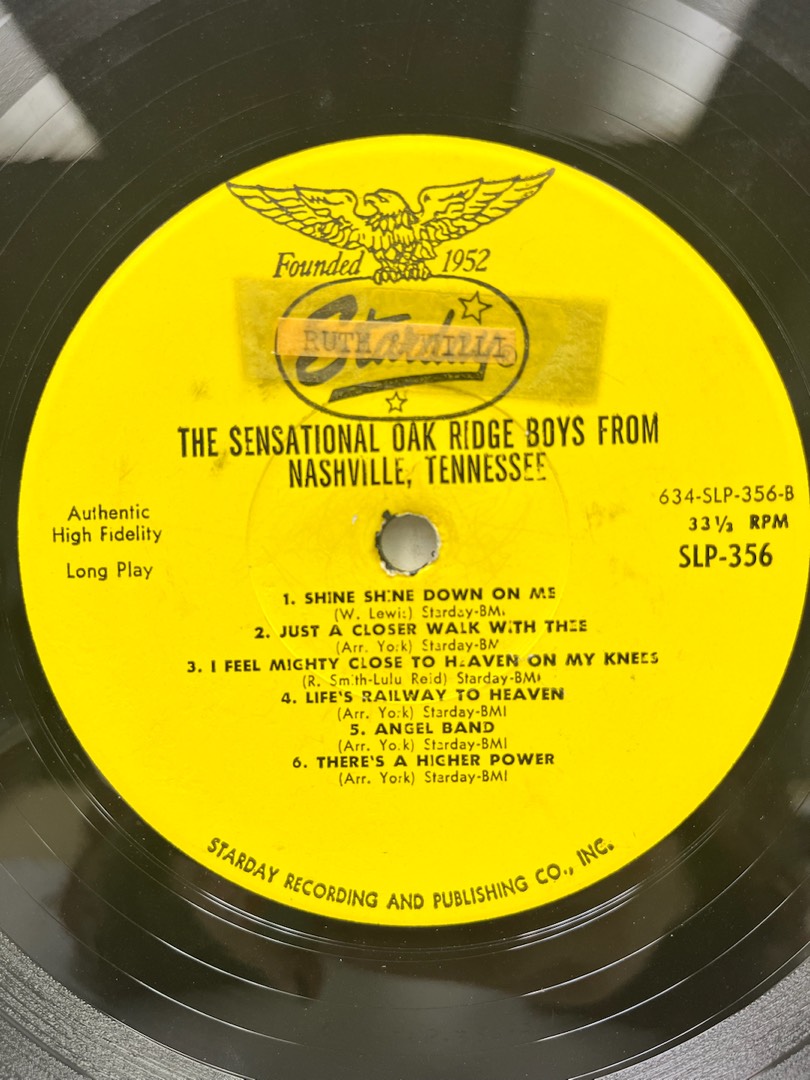 Founded 1952
Starday
RUTH
THE SENSATIONAL OAK RIDGE BOYS FROM
NASHVILLE, TENNESSEE
Authentic
High Fidelity
Long Play
634-SLP-356-B
33⅓ RPM
SLP-356
1. SHINE SHINE DOWN ON ME
(W. Lewis) Starday-BMI
2. JUST A CLOSER WALK WITH THEE
(Arr. York) Starday-BM
3. I FEEL MIGHTY CLOSE TO HEAVEN ON MY KNEES
(R. Smith-Lulu Reid) Starday-BMI
4. LIFE'S RAILWAY TO HEAVEN
(Arr. York) Starday-BMI
5. ANGEL BAND
(Arr. York) Starday-BMI
6. THERE'S A HIGHER POWER
(Arr. York) Starday-BMI
STARDAY RECORDING AND PUBLISHING CO., INC.